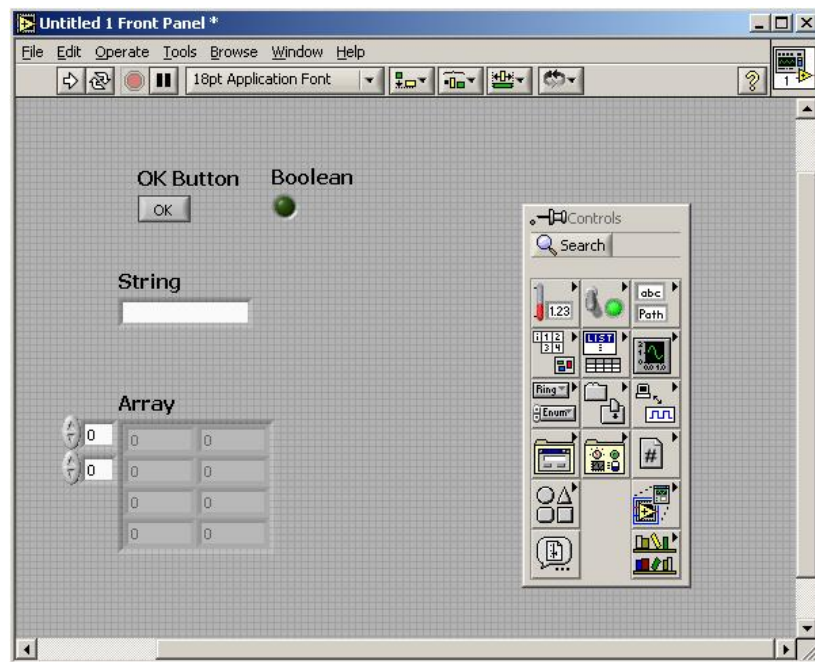 Untitled 1 Front Panel *
File Edit Operate Tools Browse Window Help
18pt Application Font
?
1
OK Button Boolean
OK
String
Array
0 0 0
0 0 0
0 0
0 0
Controls
Search
1.23
abc
Path
1 2
3 4
LIST
Ring
Enum
#